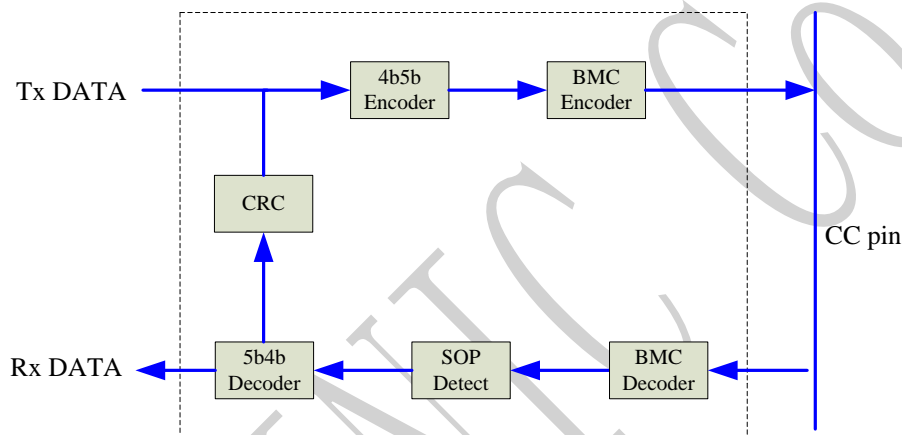 Tx DATA
4b5b
Encoder
BMC
Encoder
CRC
CC pin
Rx DATA
5b4b
Decoder
SOP
Detect
BMC
Decoder